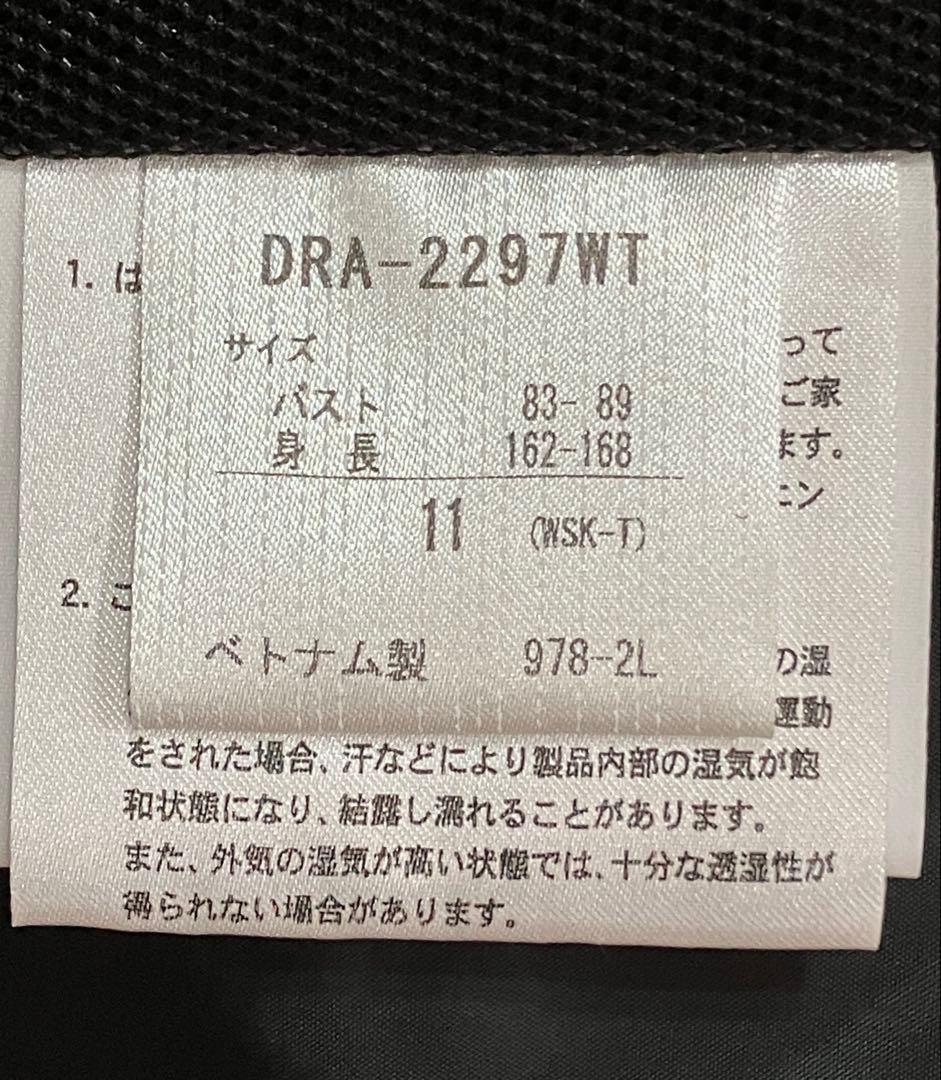 DRA-2297WT
サイズ
バスト 83- 89
身 長 162-168
11 (WSK-T)
ベトナム製 978-2L
1. は
って
ご家
ます。
ニン
2. こ
の湿
運動
をされた場合、汗などにより製品内部の湿気が飽
和状態になり、結露し濡れることがあります。
また、外気の湿気が高い状態では、十分な透湿性が
得られない場合があります。